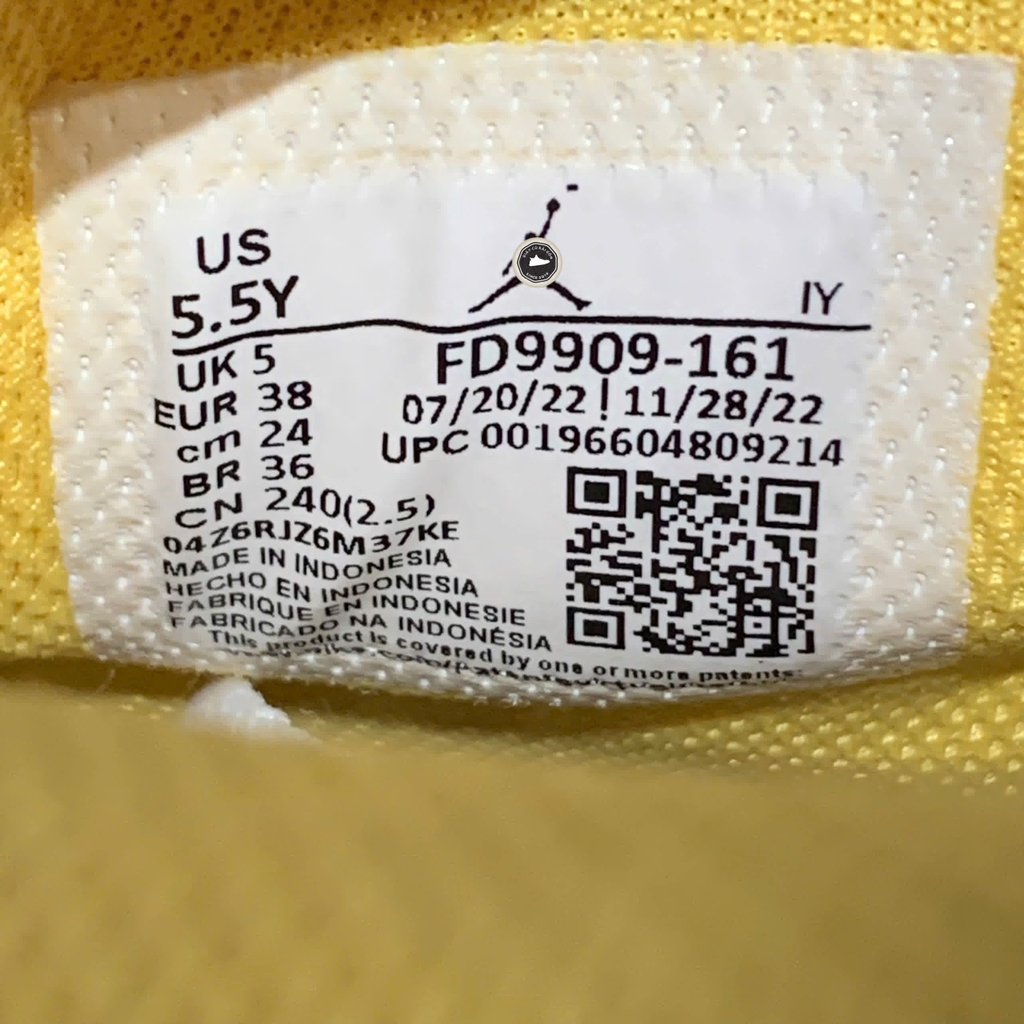 US
5.5Y
IY
UK 5
EUR 38
cm 24
BR 36
CN 240(2.5)
FD9909-161
07/20/22 ! 11/28/22
UPC 00196604809214
04Z6RJZ6M37KE
MADE IN INDONESIA
HECHO EN INDONESIA
FABRIQUE EN INDONESIE
FABRICADO NA INDONÉSIA
This product is covered by one or more patents: